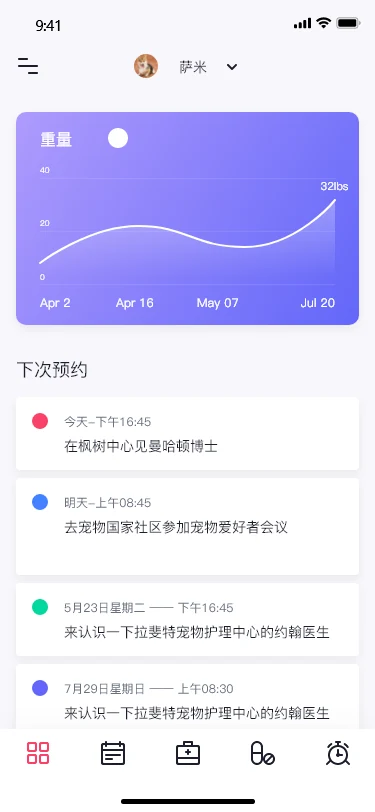 9:41
萨米
重量
32lbs
40
20
0
Apr 2 Apr 16 May 07 Jul 20
下次预约
今天-下午16:45
在枫树中心见曼哈顿博士
明天-上午08:45
去宠物国家社区参加宠物爱好者会议
5月23日星期二 —— 下午16:45
来认识一下拉斐特宠物护理中心的约翰医生
7月29日星期日 —— 上午08:30
来认识一下拉斐特宠物护理中心的约翰医生